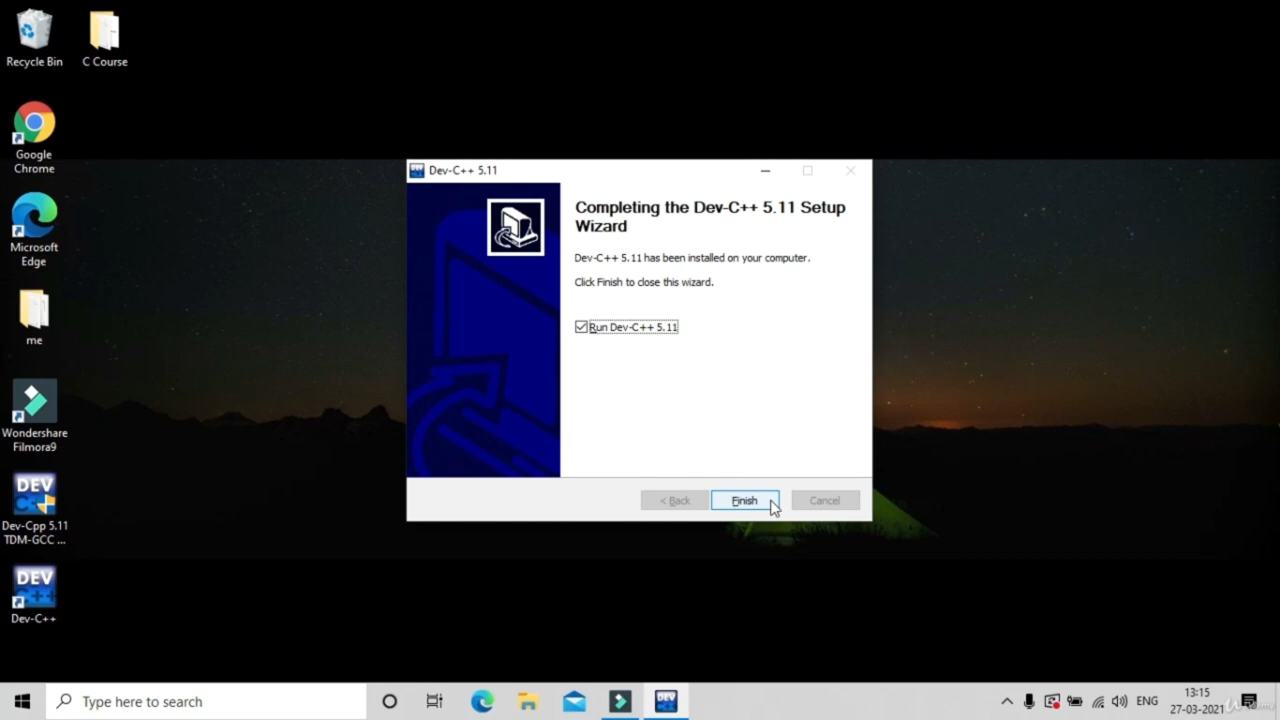 Recycle Bin
C Course
Google
Chrome
Microsoft
Edge
me
Wondershare
Filmora9
DEV
Dev-Cpp 5.11
TDM-GCC ...
DEV
C++
Dev-C++
Dev-C++ 5.11
Completing the Dev-C++ 5.11 Setup
Wizard
Dev-C++ 5.11 has been installed on your computer.
Click Finish to close this wizard.
Run Dev-C++ 5.11
< Back
Finish
Cancel
Type here to search
DEV
ENG
13:15
27-03-2021